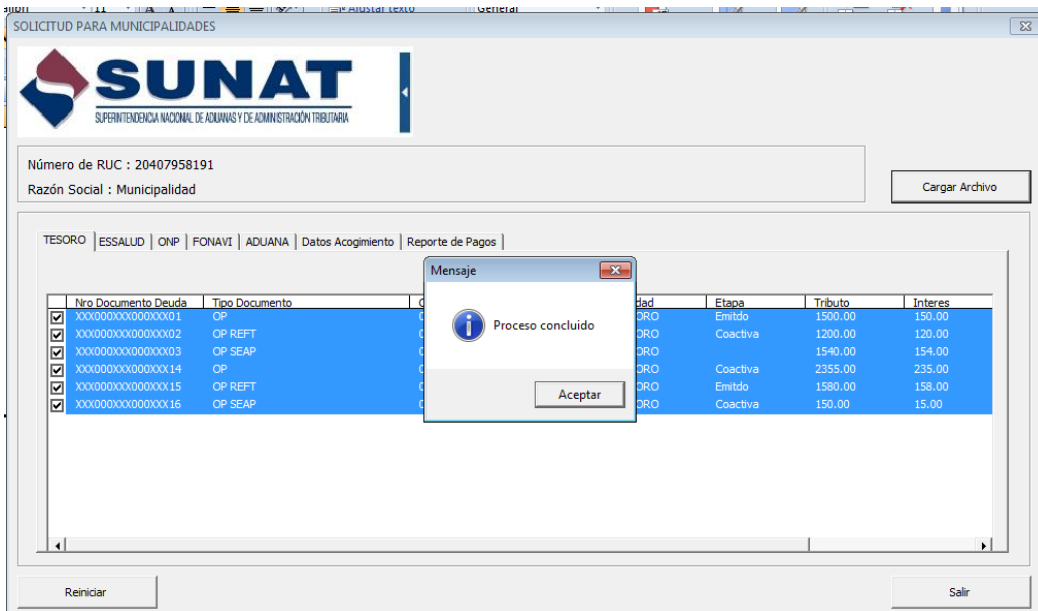 11 A A Ajustar texto General
SOLICITUD PARA MUNICIPALIDADES
SUNAT
SUPERINTENDENCIA NACIONAL DE ADUANAS Y DE ADMINISTRACIÓN TRIBUTARIA
Número de RUC : 20407958191
Razón Social : Municipalidad
Cargar Archivo
TESORO ESSALUD ONP FONAVI ADUANA Datos Acogimiento Reporte de Pagos
Mensaje
Proceso concluido
Aceptar
Nro Documento Deuda Tipo Documento Etapa Tributo Interes
XXX000XXX000XXX01 OP Emitdo 1500.00 150.00
XXX000XXX000XXX02 OP REFT Coactiva 1200.00 120.00
XXX000XXX000XXX03 OP SEAP 1540.00 154.00
XXX000XXX000XXX14 OP Coactiva 2355.00 235.00
XXX000XXX000XXX15 OP REFT Emitdo 1580.00 158.00
XXX000XXX000XXX16 OP SEAP Coactiva 150.00 15.00
Reiniciar Salir